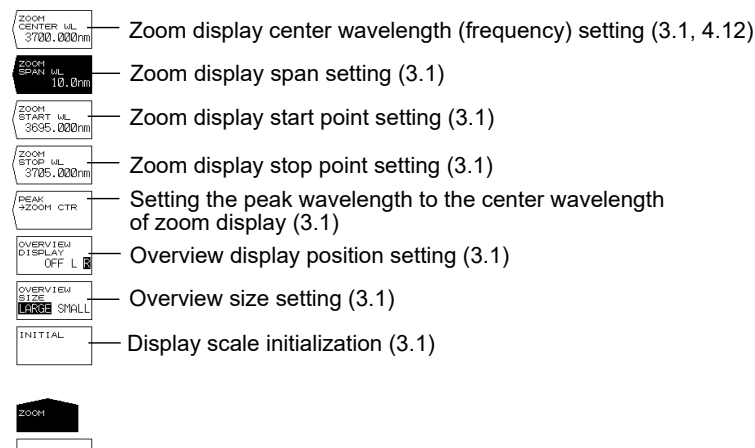 ZOOM
CENTER WL
3700.000nm
Zoom display center wavelength (frequency) setting (3.1, 4.12)
ZOOM
SPAN WL
10.0nm
Zoom display span setting (3.1)
ZOOM
START WL
3695.000nm
Zoom display start point setting (3.1)
ZOOM
STOP WL
3705.000nm
Zoom display stop point setting (3.1)
PEAK
→ZOOM CTR
Setting the peak wavelength to the center wavelength
of zoom display (3.1)
OVERVIEW
DISPLAY
OFF L R
Overview display position setting (3.1)
OVERVIEW
SIZE
LARGE SMALL
Overview size setting (3.1)
INITIAL
Display scale initialization (3.1)
ZOOM